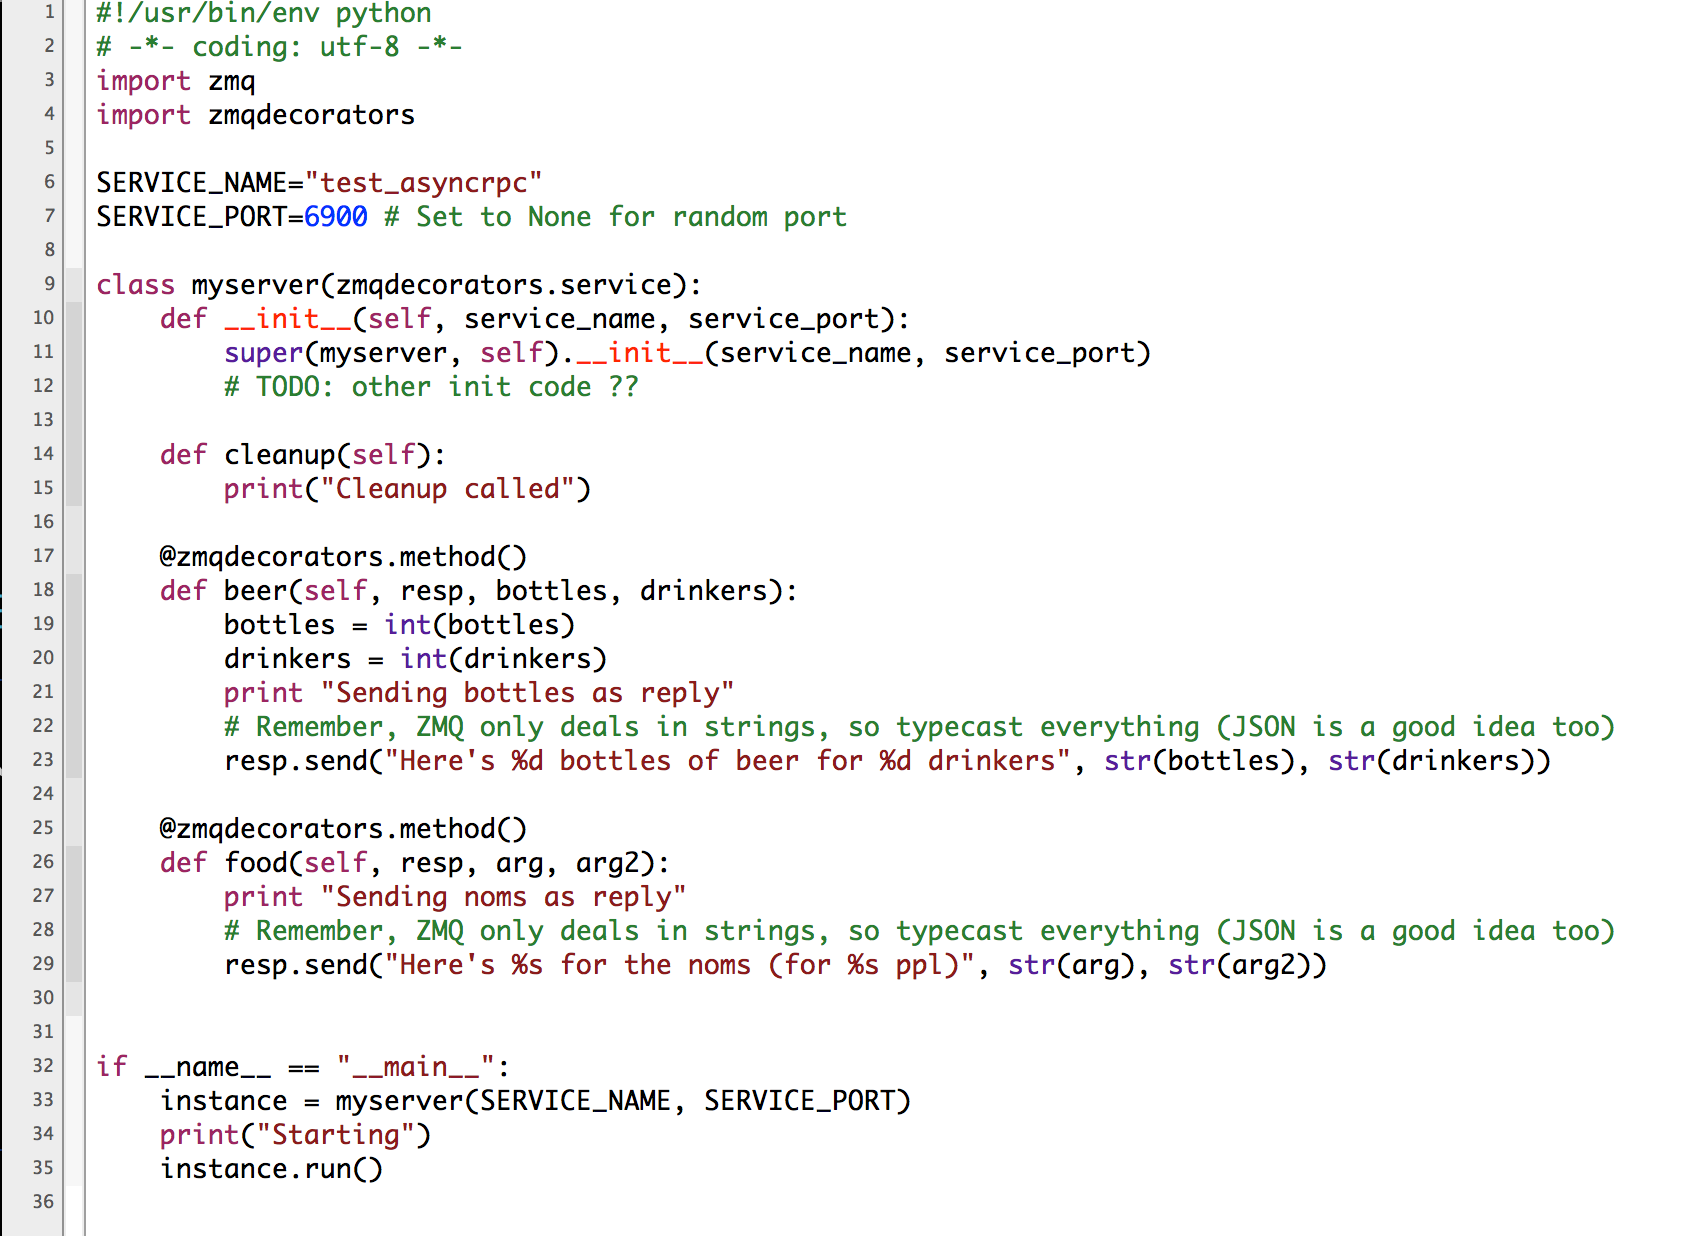 1 #!/usr/bin/env python
2 # -*- coding: utf-8 -*-
3 import zmq
4 import zmqdecorators
5
6 SERVICE_NAME="test_asyncrpc"
7 SERVICE_PORT=6900 # Set to None for random port
8
9 class myserver(zmqdecorators.service):
10     def __init__(self, service_name, service_port):
11         super(myserver, self).__init__(service_name, service_port)
12         # TODO: other init code ??
13
14     def cleanup(self):
15         print("Cleanup called")
16
17     @zmqdecorators.method()
18     def beer(self, resp, bottles, drinkers):
19         bottles = int(bottles)
20         drinkers = int(drinkers)
21         print "Sending bottles as reply"
22         # Remember, ZMQ only deals in strings, so typecast everything (JSON is a good idea too)
23         resp.send("Here's %d bottles of beer for %d drinkers", str(bottles), str(drinkers))
24
25     @zmqdecorators.method()
26     def food(self, resp, arg, arg2):
27         print "Sending noms as reply"
28         # Remember, ZMQ only deals in strings, so typecast everything (JSON is a good idea too)
29         resp.send("Here's %s for the noms (for %s ppl)", str(arg), str(arg2))
30
31
32 if __name__ == "__main__":
33     instance = myserver(SERVICE_NAME, SERVICE_PORT)
34     print("Starting")
35     instance.run()
36